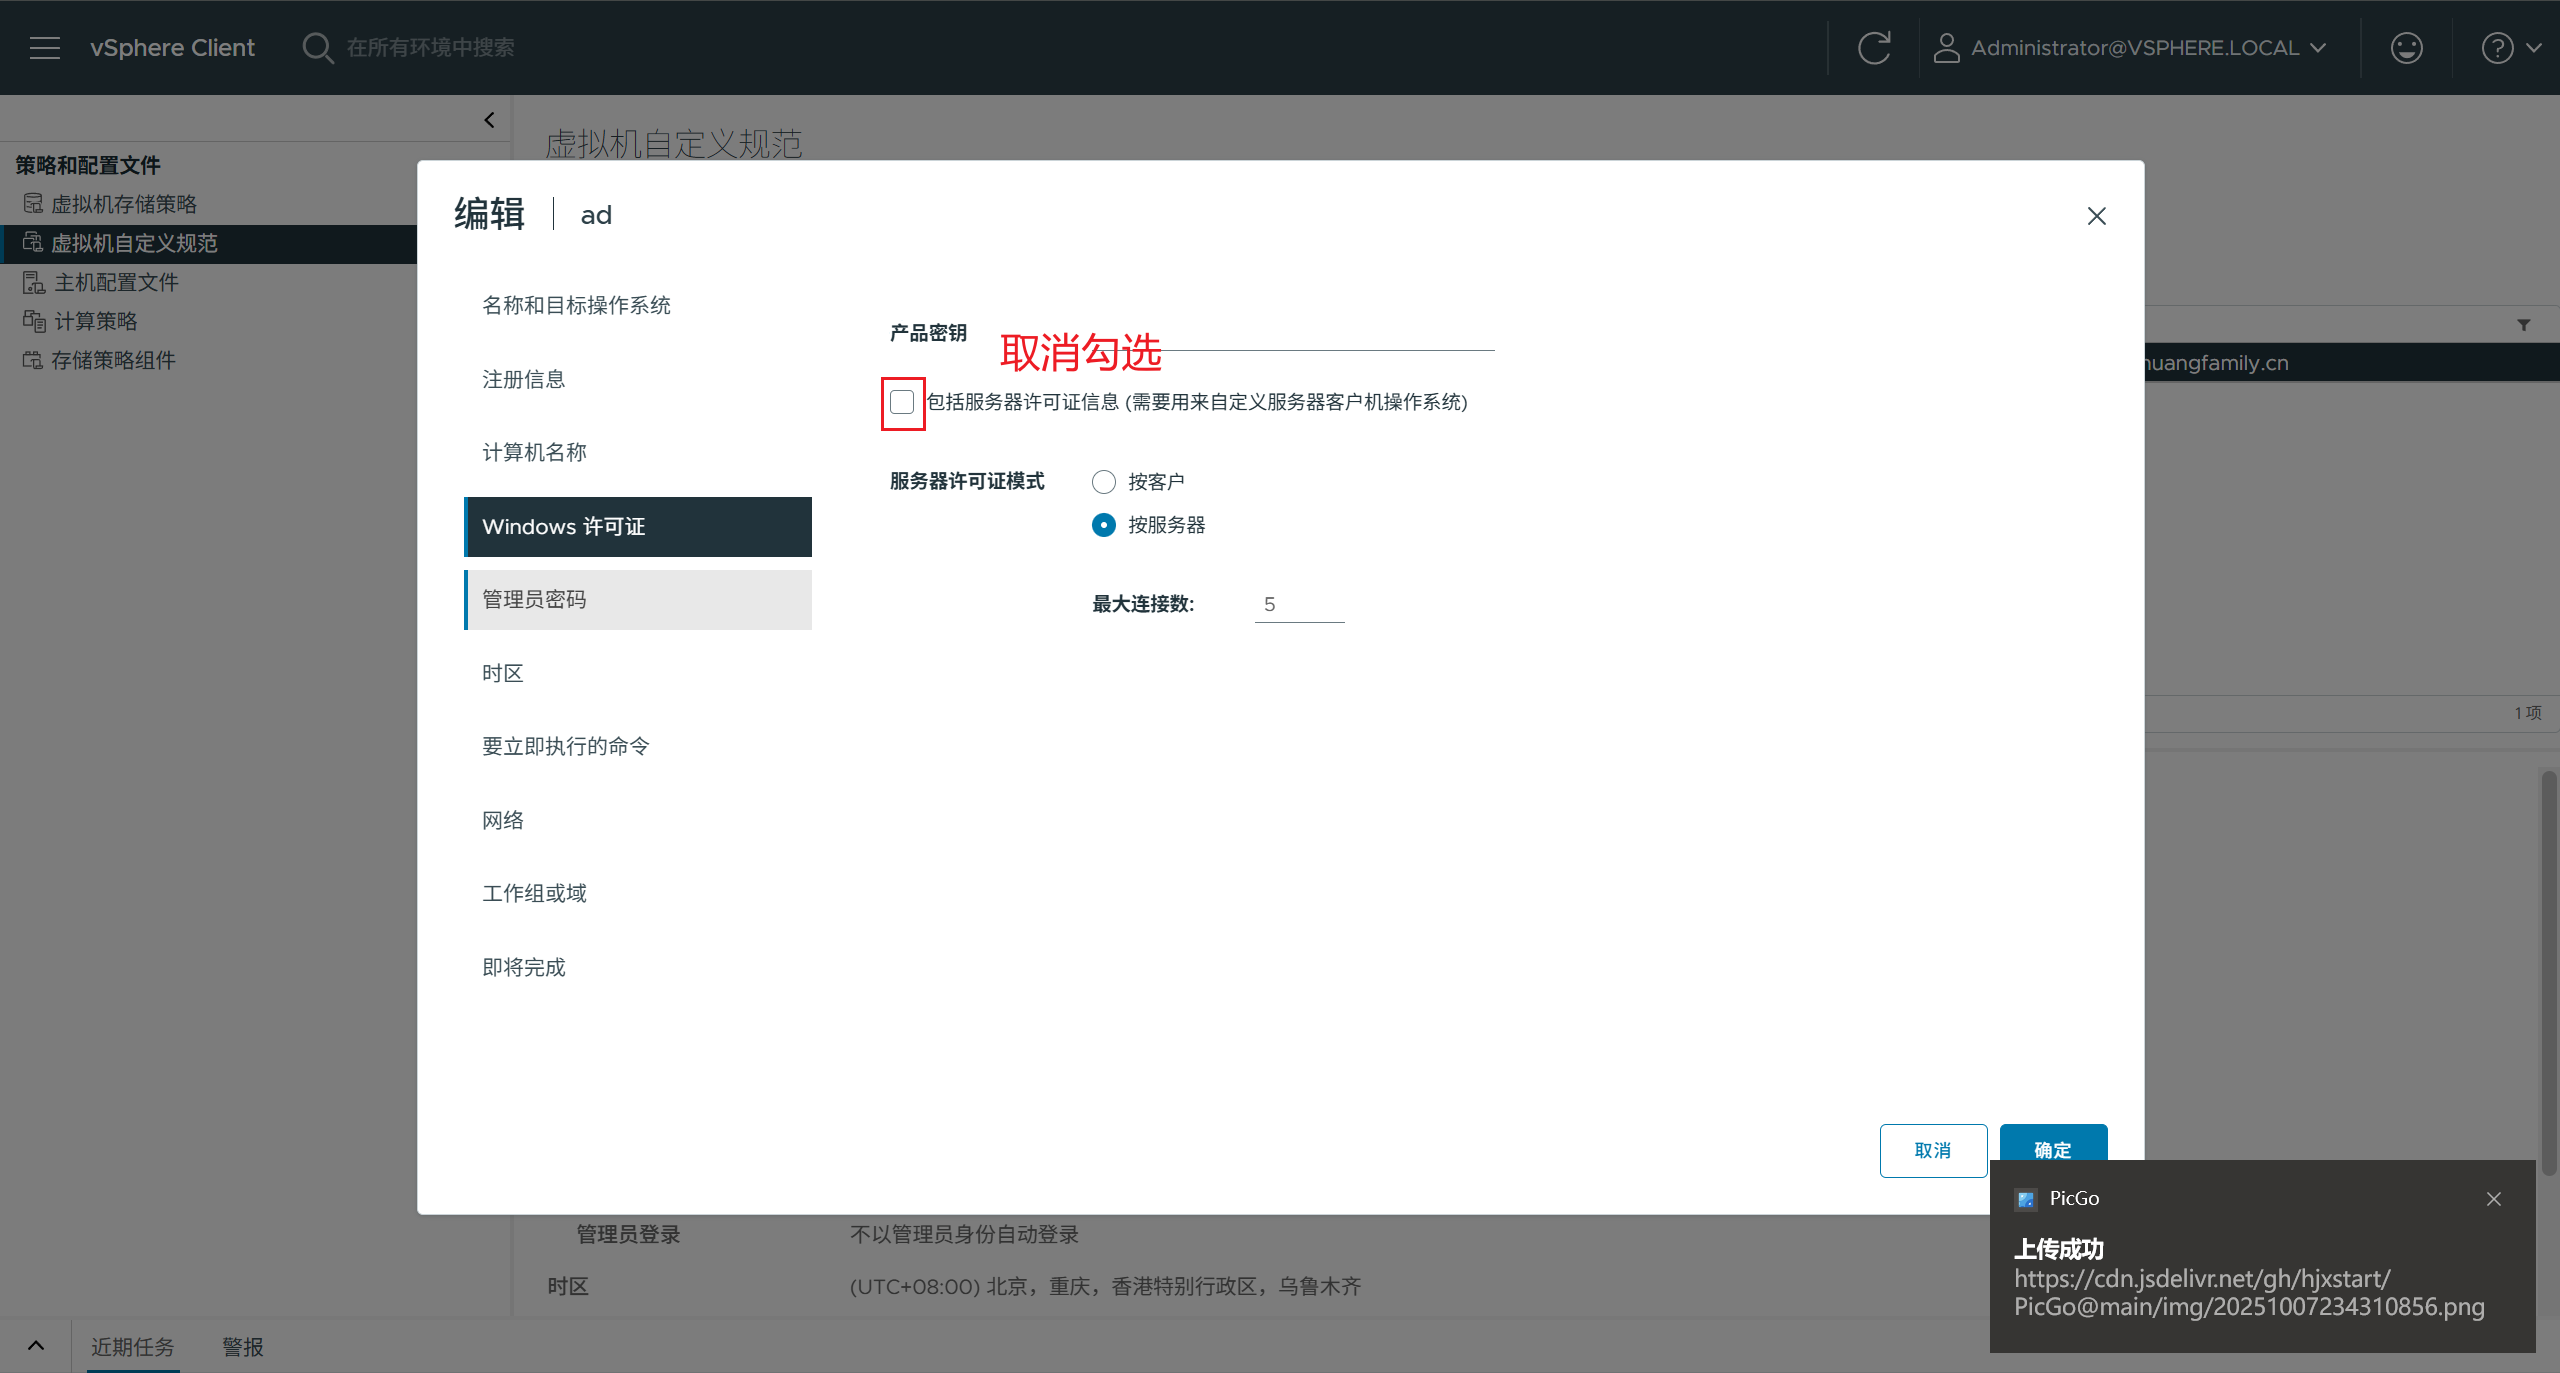 vSphere Client
在所有环境中搜索
Administrator@VSPHERE.LOCAL
策略和配置文件
虚拟机存储策略
虚拟机自定义规范
主机配置文件
计算策略
存储策略组件
虚拟机自定义规范
huangfamily.cn
1 项
编辑
ad
名称和目标操作系统
注册信息
计算机名称
Windows 许可证
管理员密码
时区
要立即执行的命令
网络
工作组或域
即将完成
产品密钥
取消勾选
包括服务器许可证信息 (需要用来自定义服务器客户机操作系统)
服务器许可证模式
按客户
按服务器
最大连接数:
5
取消
确定
管理员登录
不以管理员身份自动登录
时区
(UTC+08:00) 北京，重庆，香港特别行政区，乌鲁木齐
近期任务
警报
PicGo
上传成功
https://cdn.jsdelivr.net/gh/hjxstart/
PicGo@main/img/20251007234310856.png